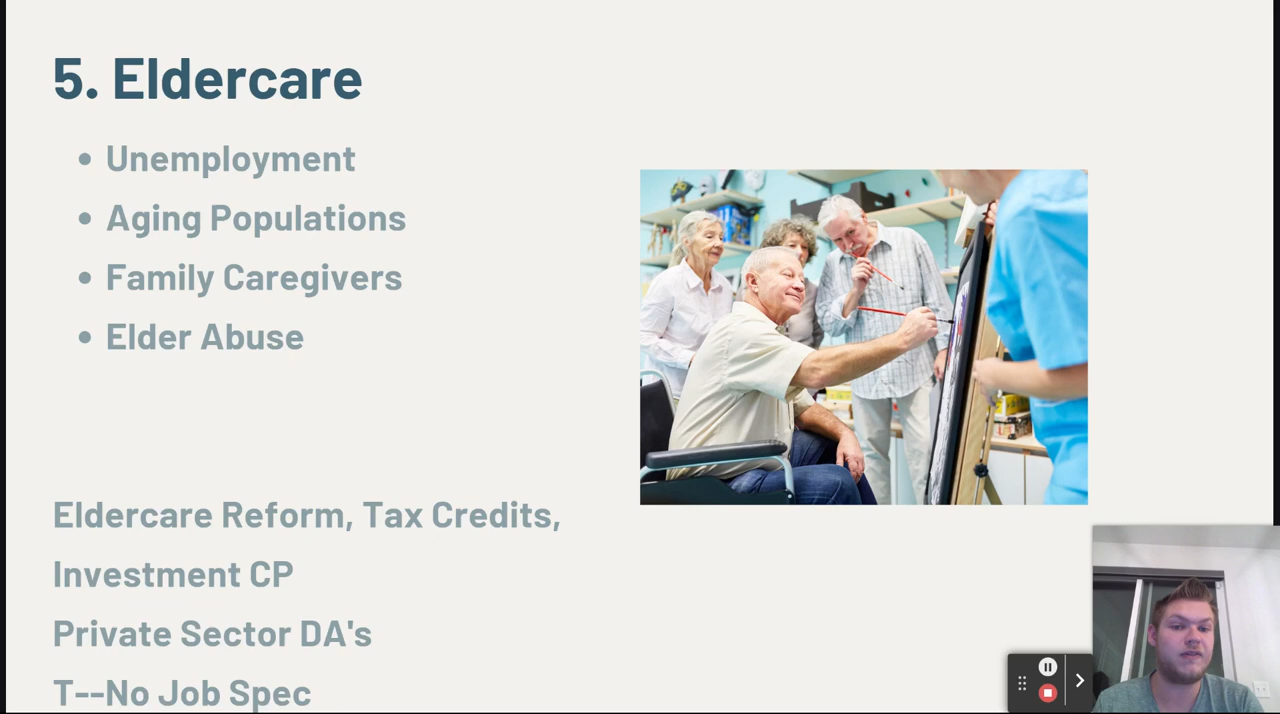 5. Eldercare
• Unemployment
• Aging Populations
• Family Caregivers
• Elder Abuse
Eldercare Reform, Tax Credits,
Investment CP
Private Sector DA's
T--No Job Spec